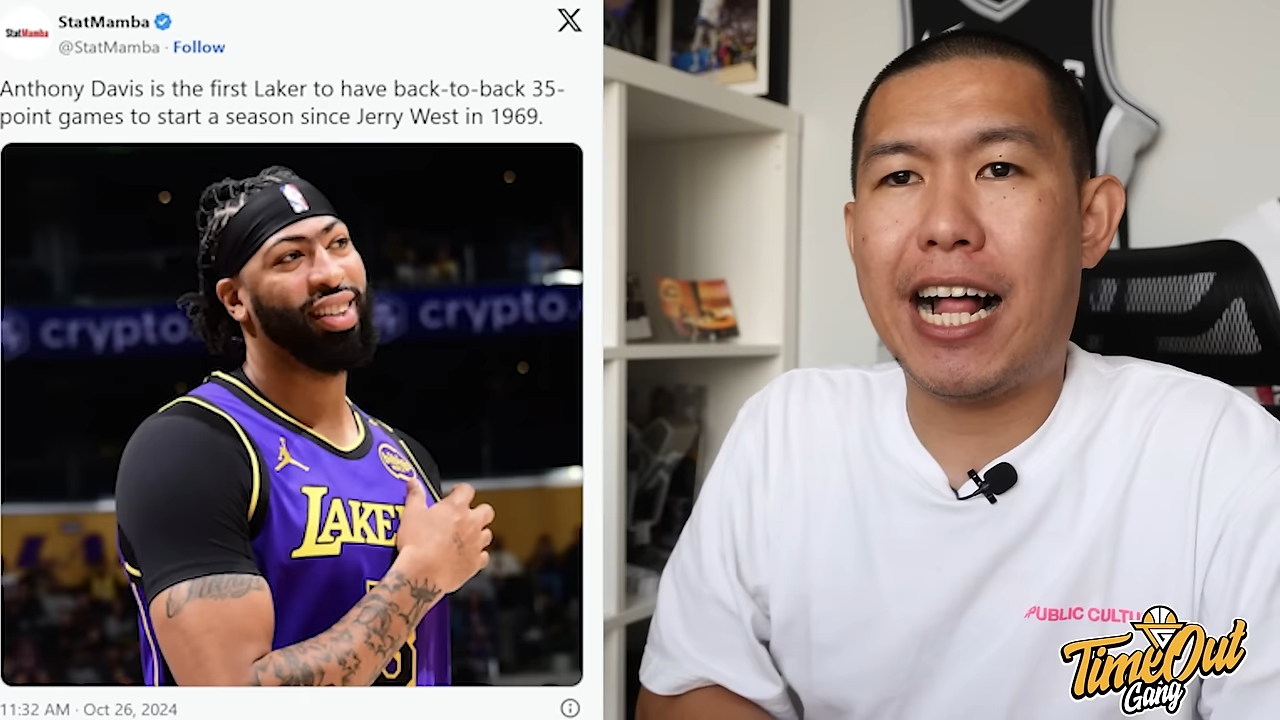 StatMamba
StatMamba
@StatMamba · Follow
Anthony Davis is the first Laker to have back-to-back 35-
point games to start a season since Jerry West in 1969.
crypto
crypto.
LAKE
11:32 AM · Oct 26, 2024
PUBLIC CULTU
TimeOut
Gang